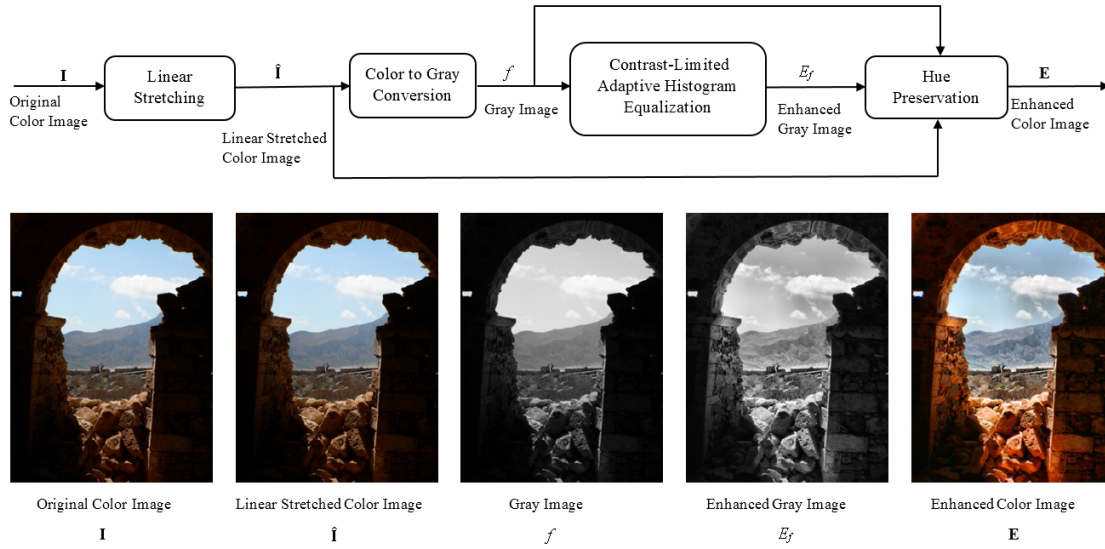 I
Original
Color Image
Linear
Stretching
Î
Linear Stretched
Color Image
Color to Gray
Conversion
f
Gray Image
Contrast-Limited
Adaptive Histogram
Equalization
E_f
Enhanced
Gray Image
Hue
Preservation
E
Enhanced
Color Image
Original Color Image
Linear Stretched Color Image
Gray Image
Enhanced Gray Image
Enhanced Color Image
I
Î
f
E_f
E